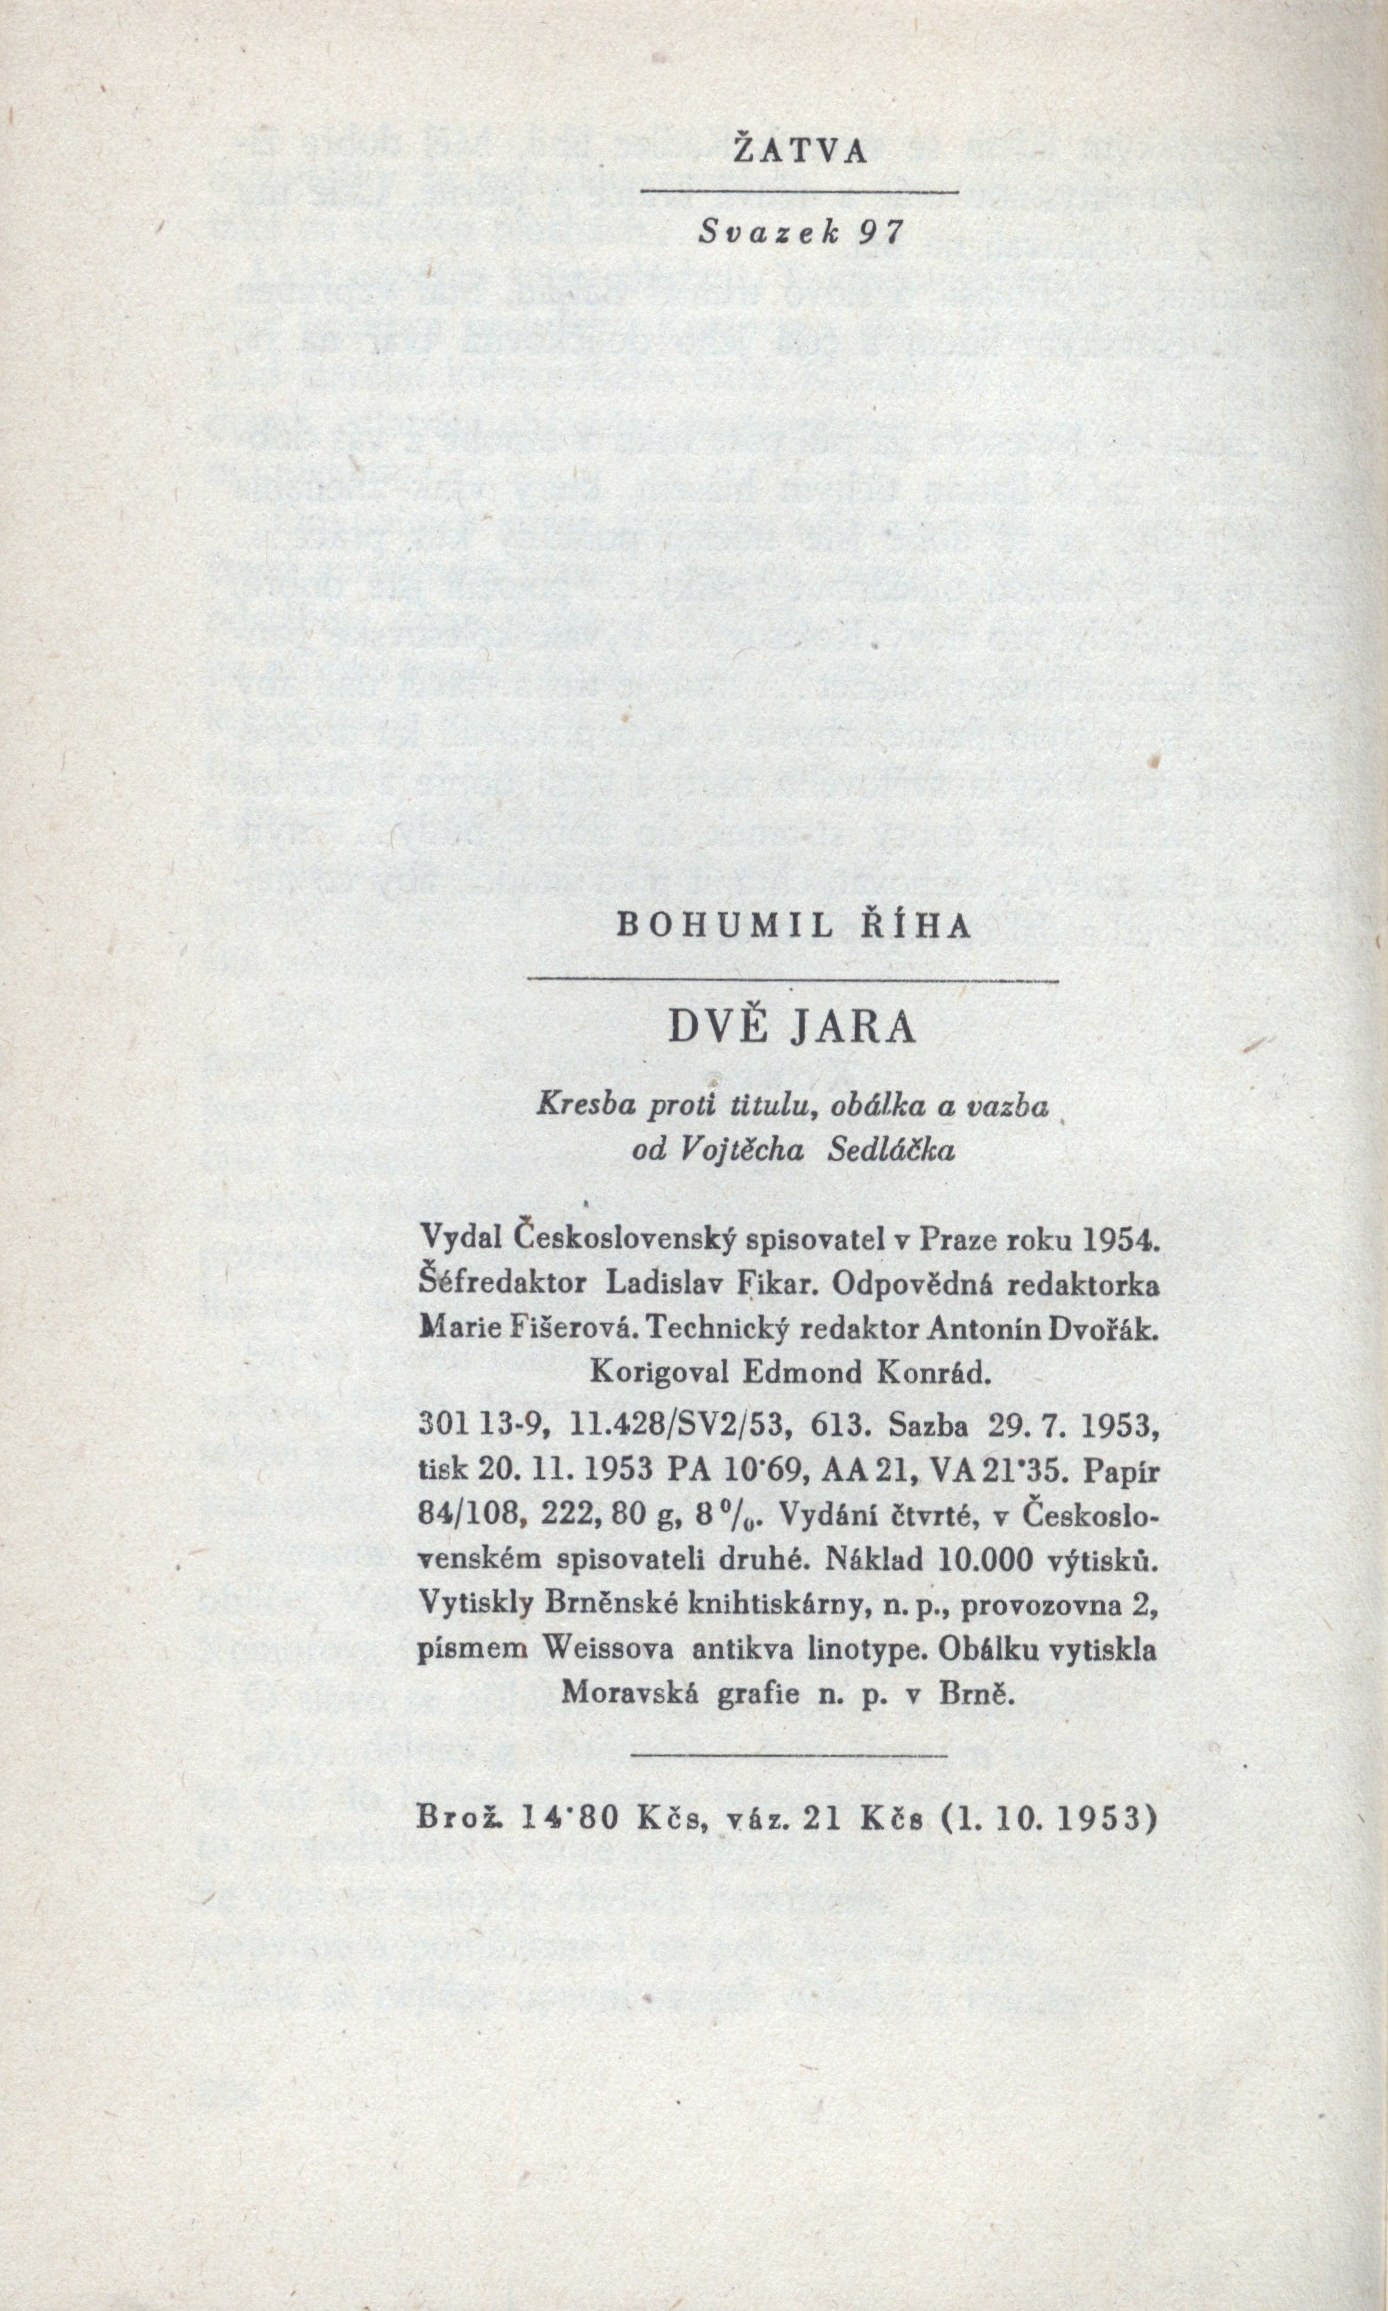 ŽATVA
Svazek 97
BOHUMIL ŘÍHA
DVĚ JARA
Kresba proti titulu, obálka a vazba
od Vojtěcha Sedláčka
Vydal Československý spisovatel v Praze roku 1954.
Šéfredaktor Ladislav Fikar. Odpovědná redaktorka
Marie Fišerová. Technický redaktor Antonín Dvořák.
Korigoval Edmond Konrád.
301 13-9, 11.428/SV2/53, 613. Sazba 29. 7. 1953,
tisk 20. 11. 1953 PA 10·69, AA 21, VA 21·35. Papír
84/108, 222, 80 g, 8 %. Vydání čtvrté, v Českoslo-
venském spisovateli druhé. Náklad 10.000 výtisků.
Vytiskly Brněnské knihtiskárny, n. p., provozovna 2,
písmem Weissova antikva linotype. Obálku vytiskla
Moravská grafie n. p. v Brně.
Brož. 14·80 Kčs, váz. 21 Kčs (1. 10. 1953)